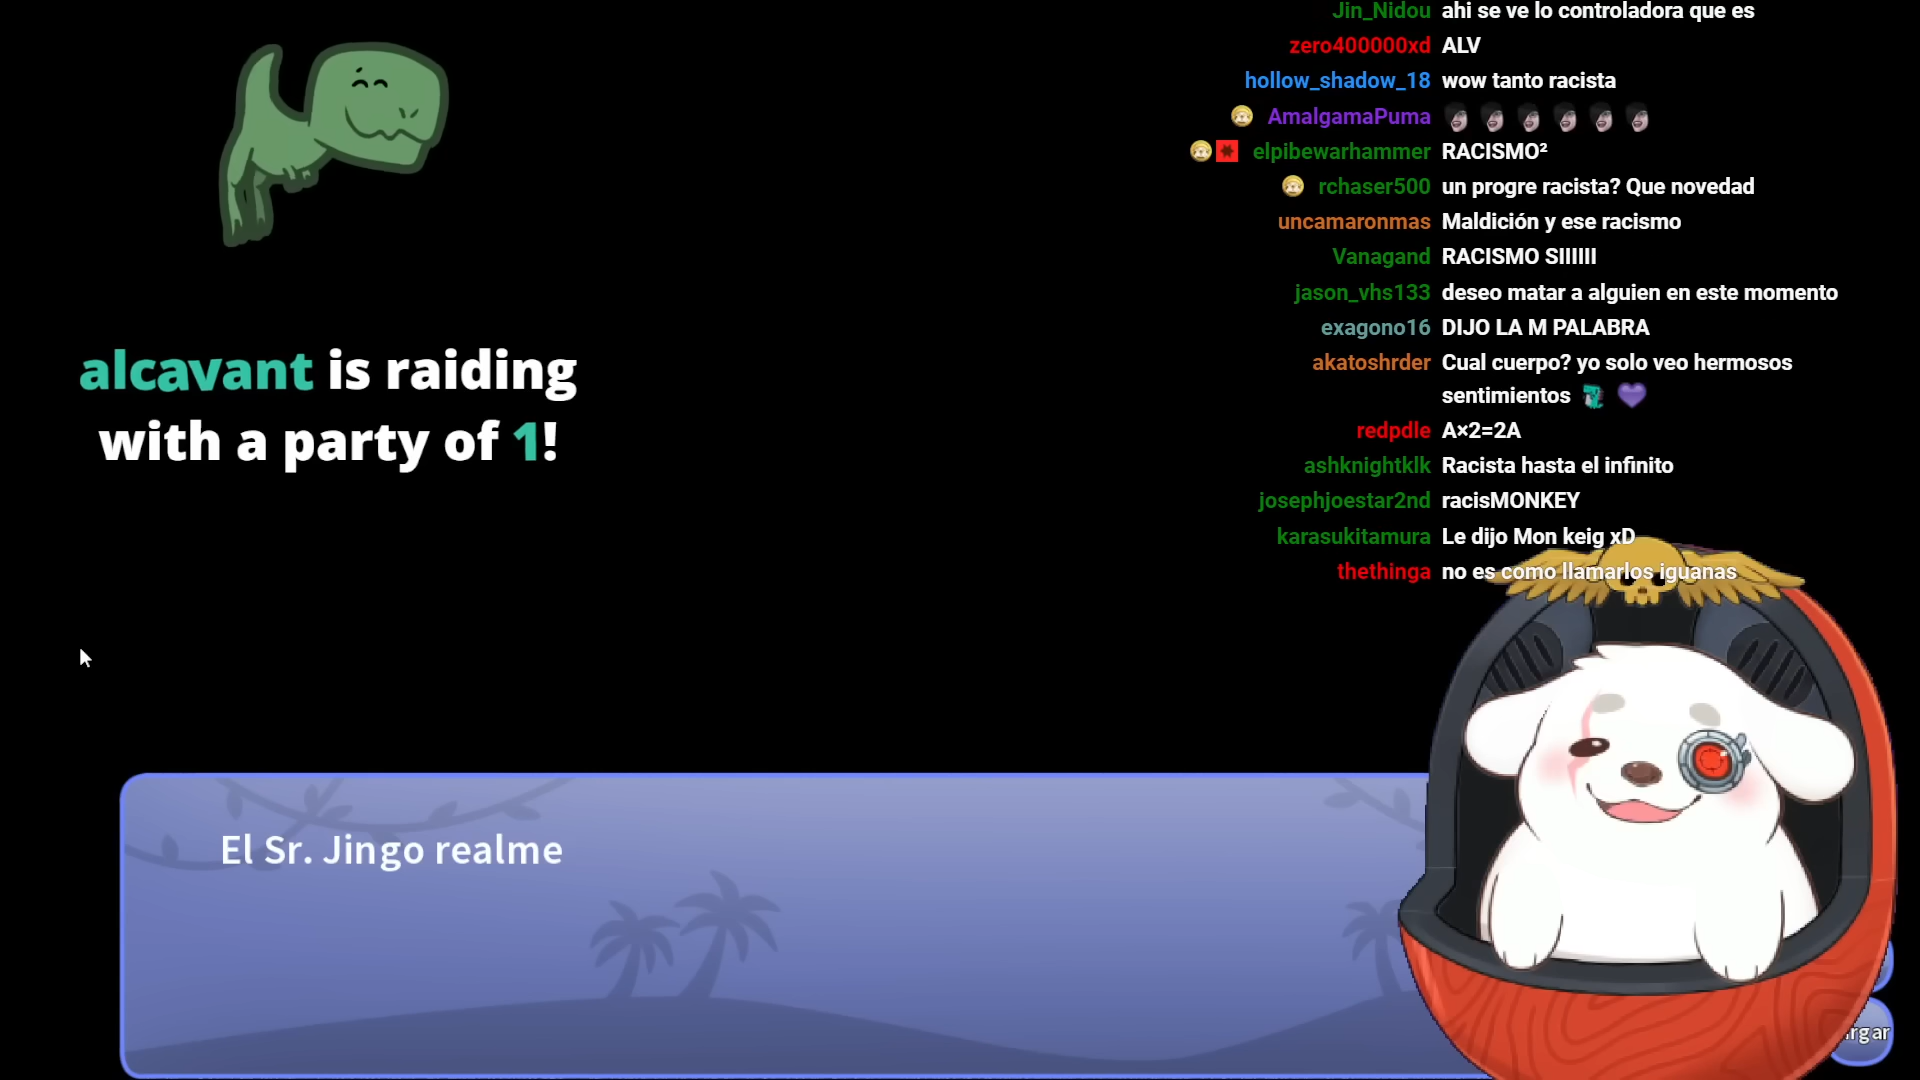 Jin_Nidou ahi se ve lo controladora que es
zero400000xd ALV
hollow_shadow_18 wow tanto racista
AmalgamaPuma
elpibewarhammer RACISMO²
rchaser500 un progre racista? Que novedad
uncamaronmas Maldición y ese racismo
Vanagand RACISMO SIIIIII
jason_vhs133 deseo matar a alguien en este momento
exagono16 DIJO LA M PALABRA
akatoshrder Cual cuerpo? yo solo veo hermosos
sentimientos
redpdle A×2=2A
ashknightklk Racista hasta el infinito
josephjoestar2nd racisMONKEY
karasukitamura Le dijo Mon keig xD
thethinga no es como llamarlos iguanas
alcavant is raiding
with a party of 1!
El Sr. Jingo realme